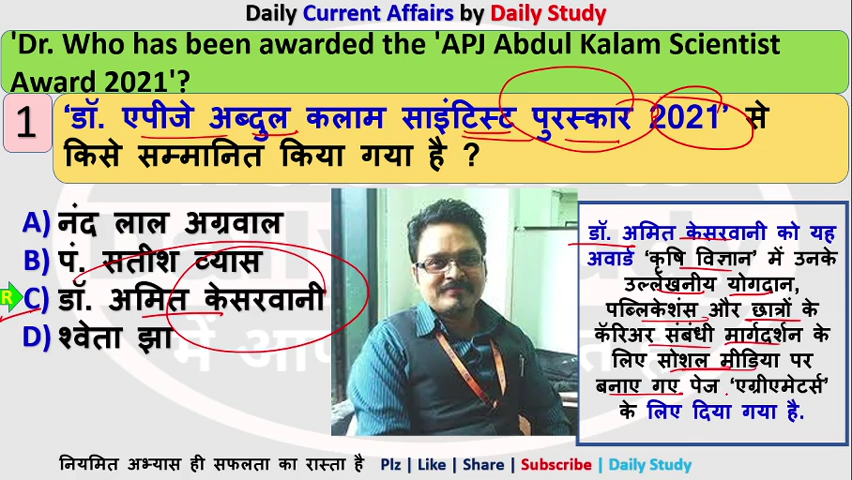 Daily Current Affairs by Daily Study
'Dr. Who has been awarded the 'APJ Abdul Kalam Scientist
Award 2021'?
1
‘डॉ. एपीजे अब्दुल कलाम साइंटिस्ट पुरस्कार 2021’ से
किसे सम्मानित किया गया है ?
A) नंद लाल अग्रवाल
B) पं. सतीश व्यास
R
C) डॉ. अमित केसरवानी
D) श्वेता झा
डॉ. अमित केसरवानी को यह
अवार्ड ‘कृषि विज्ञान’ में उनके
उल्लेखनीय योगदान,
पब्लिकेशंस और छात्रों के
कॅरिअर संबंधी मार्गदर्शन के
लिए सोशल मीडिया पर
बनाए गए पेज ‘एग्रीएमेटर्स’
के लिए दिया गया है.
नियमित अभ्यास ही सफलता का रास्ता है Plz | Like | Share | Subscribe | Daily Study